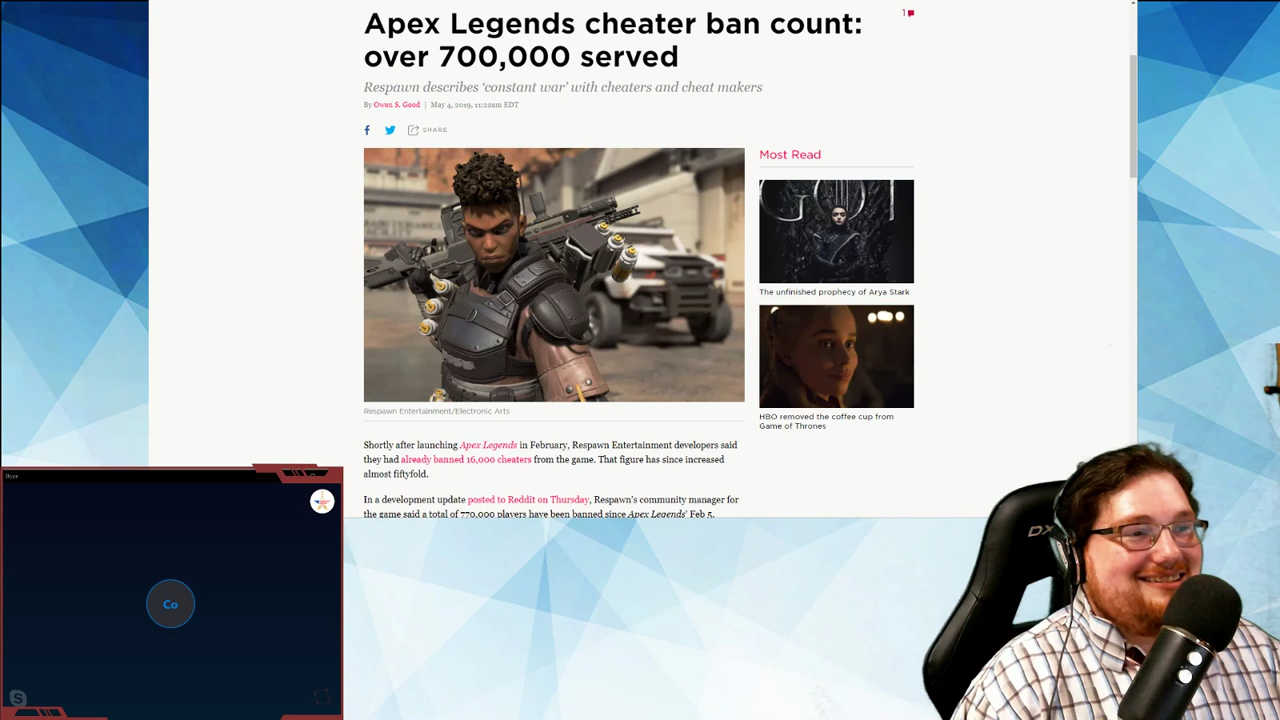 Apex Legends cheater ban count:
over 700,000 served
1
Respawn describes ‘constant war’ with cheaters and cheat makers
By Owen S. Good | May 4, 2019, 11:22am EDT
SHARE
Most Read
GOT
The unfinished prophecy of Arya Stark
HBO removed the coffee cup from
Game of Thrones
Respawn Entertainment/Electronic Arts
Shortly after launching Apex Legends in February, Respawn Entertainment developers said
they had already banned 16,000 cheaters from the game. That figure has since increased
almost fiftyfold.
In a development update posted to Reddit on Thursday, Respawn’s community manager for
the game said a total of 770,000 players have been banned since Apex Legends’ Feb 5.
Skype
Co
DX